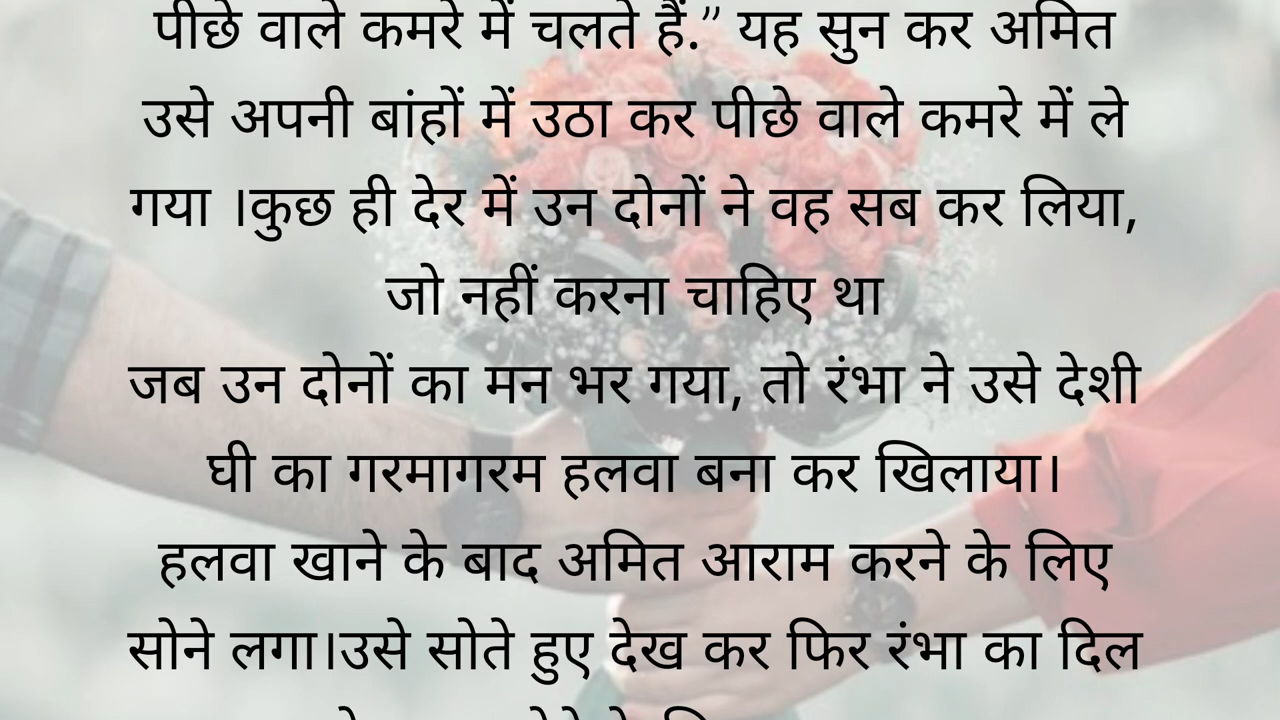 पीछे वाले कमरे में चलते हैं.” यह सुन कर अमित
उसे अपनी बांहों में उठा कर पीछे वाले कमरे में ले
गया ।कुछ ही देर में उन दोनों ने वह सब कर लिया,
जो नहीं करना चाहिए था
जब उन दोनों का मन भर गया, तो रंभा ने उसे देशी
घी का गरमागरम हलवा बना कर खिलाया।
हलवा खाने के बाद अमित आराम करने के लिए
सोने लगा।उसे सोते हुए देख कर फिर रंभा का दिल